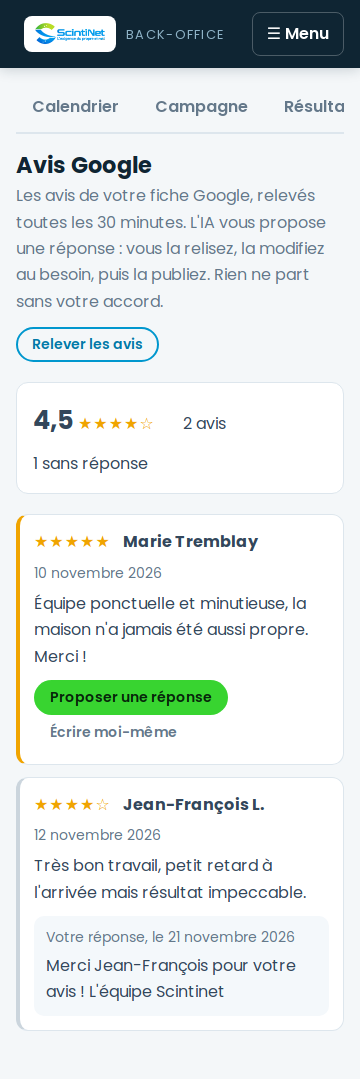 ScintiNet
BACK-OFFICE
☰ Menu
Calendrier Campagne Résulta
Avis Google
Les avis de votre fiche Google, relevés
toutes les 30 minutes. L'IA vous propose
une réponse : vous la relisez, la modifiez
au besoin, puis la publiez. Rien ne part
sans votre accord.
Relever les avis
4,5 ★★★★☆ 2 avis
1 sans réponse
★★★★★ Marie Tremblay
10 novembre 2026
Équipe ponctuelle et minutieuse, la
maison n'a jamais été aussi propre.
Merci !
Proposer une réponse
Écrire moi-même
★★★★☆ Jean-François L.
12 novembre 2026
Très bon travail, petit retard à
l'arrivée mais résultat impeccable.
Votre réponse, le 21 novembre 2026
Merci Jean-François pour votre
avis ! L'équipe Scintinet